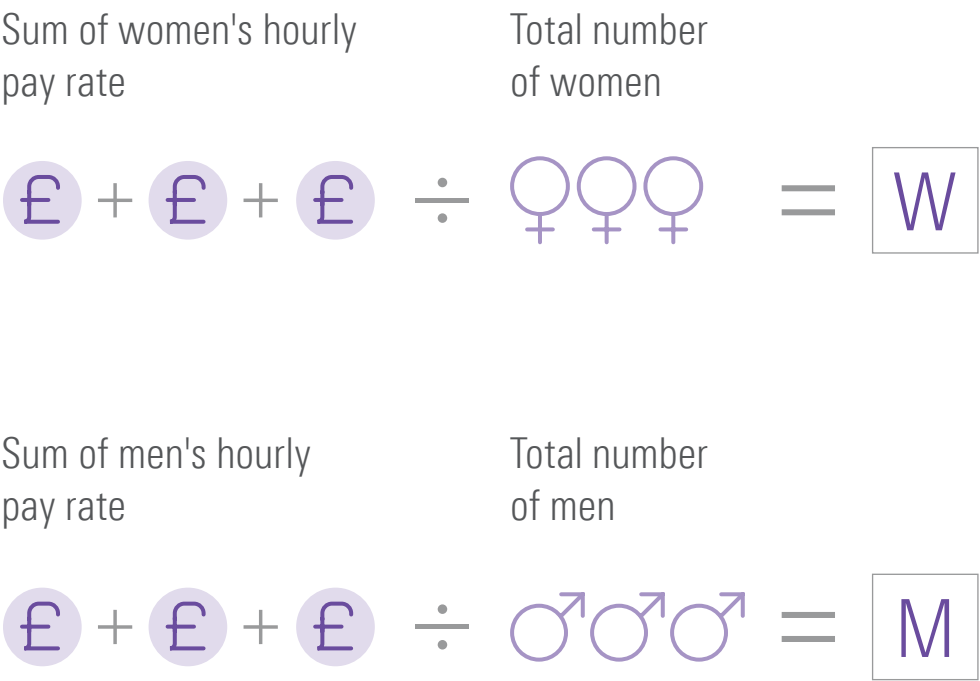 Sum of women's hourly
pay rate
Total number
of women
£ + £ + £ ÷ = W
Sum of men's hourly
pay rate
Total number
of men
£ + £ + £ ÷ = M